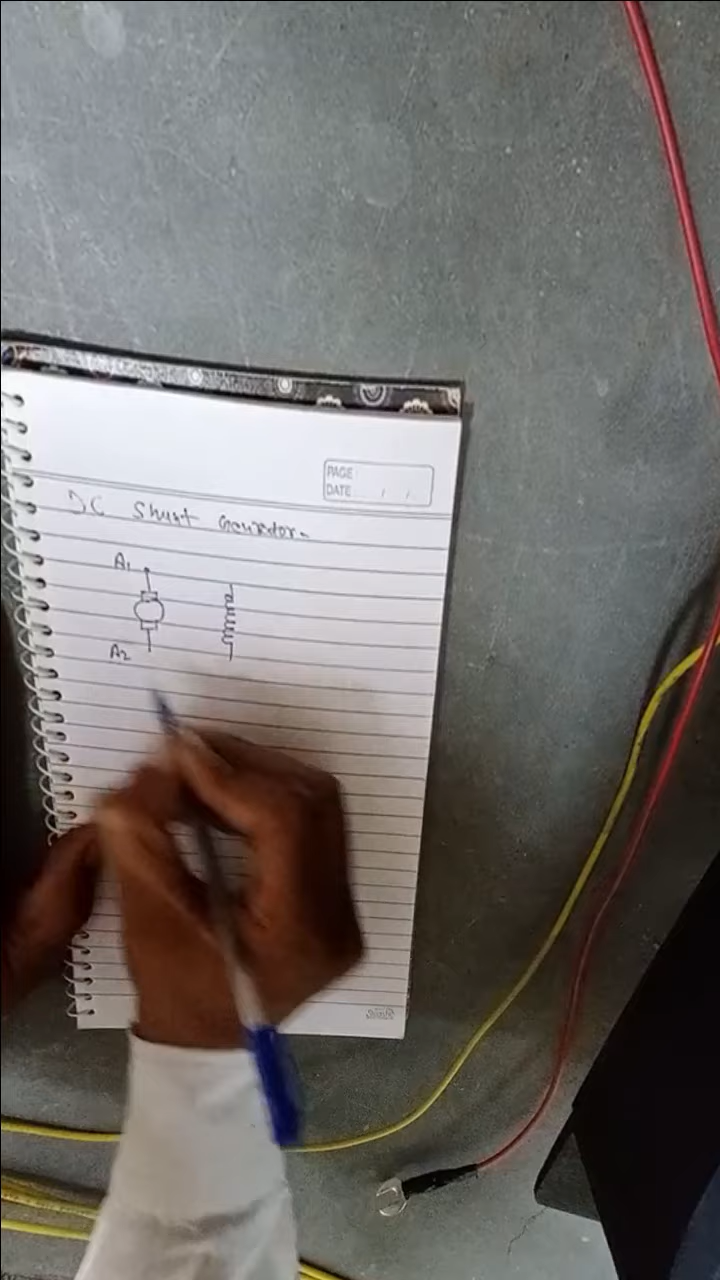 PAGE
DATE / /
DC Shunt Generator.
A1
A2